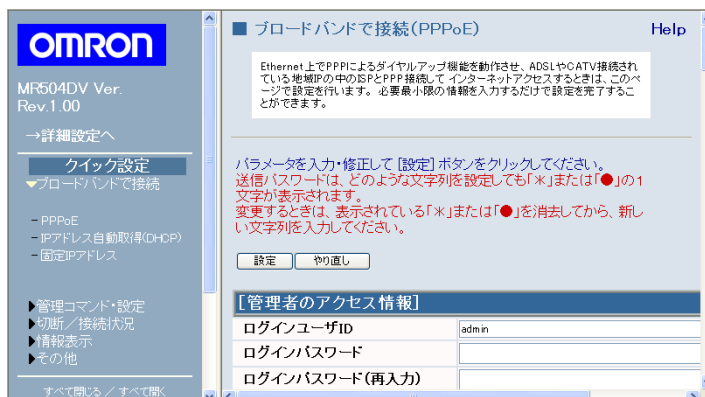 OMRON
MR504DV Ver.
Rev.1.00
→詳細設定へ
クイック設定
ブロードバンドで接続
- PPPoE
- IPアドレス自動取得(DHCP)
- 固定IPアドレス
▶管理コマンド・設定
▶切断／接続状況
▶情報表示
▶その他
すべて閉じる ／ すべて開く
■ ブロードバンドで接続(PPPoE)
Help
Ethernet上でPPPによるダイヤルアップ機能を動作させ、ADSLやCATV接続され
ている地域IPの中のISPとPPP接続して インターネットアクセスするときは、このペ
ージで設定を行います。 必要最小限の情報を入力するだけで設定を完了するこ
とができます。
パラメータを入力・修正して [設定] ボタンをクリックしてください。
送信パスワードは、どのような文字列を設定しても「＊」または「●」の1
文字が表示されます。
変更するときは、表示されている「＊」または「●」を消去してから、新し
い文字列を入力してください。
設定
やり直し
[管理者のアクセス情報]
ログインユーザID
admin
ログインパスワード
ログインパスワード(再入力)